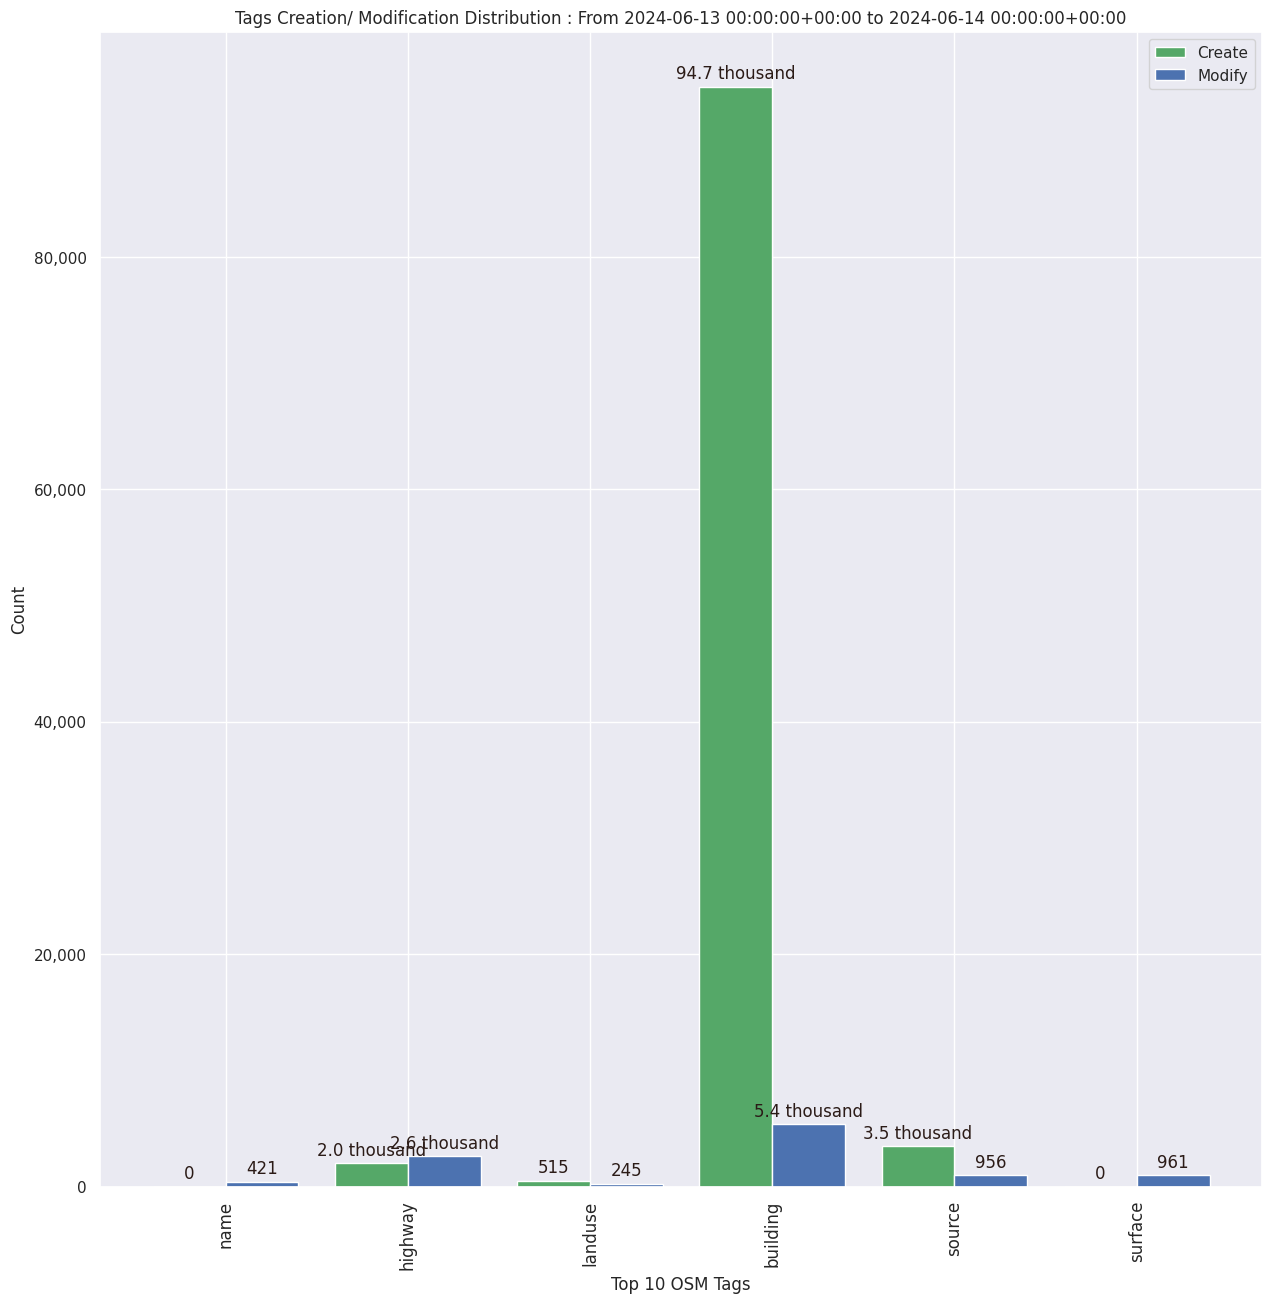 Tags Creation/ Modification Distribution : From 2024-06-13 00:00:00+00:00 to 2024-06-14 00:00:00+00:00
Create
Modify
94.7 thousand
80,000
60,000
40,000
20,000
0
Count
0
421
2.0 thousand
2.6 thousand
515
245
5.4 thousand
3.5 thousand
956
0
961
name
highway
landuse
building
source
surface
Top 10 OSM Tags